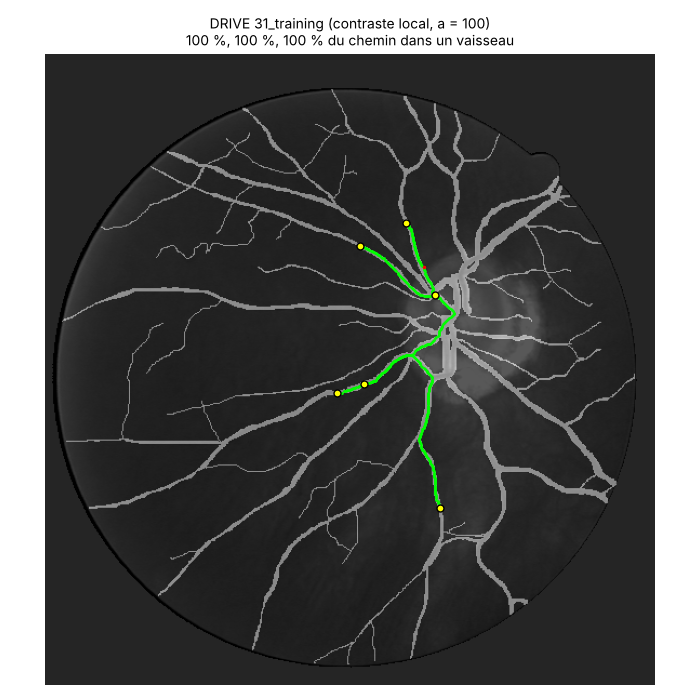 DRIVE 31_training (contraste local, a = 100)
100 %, 100 %, 100 % du chemin dans un vaisseau